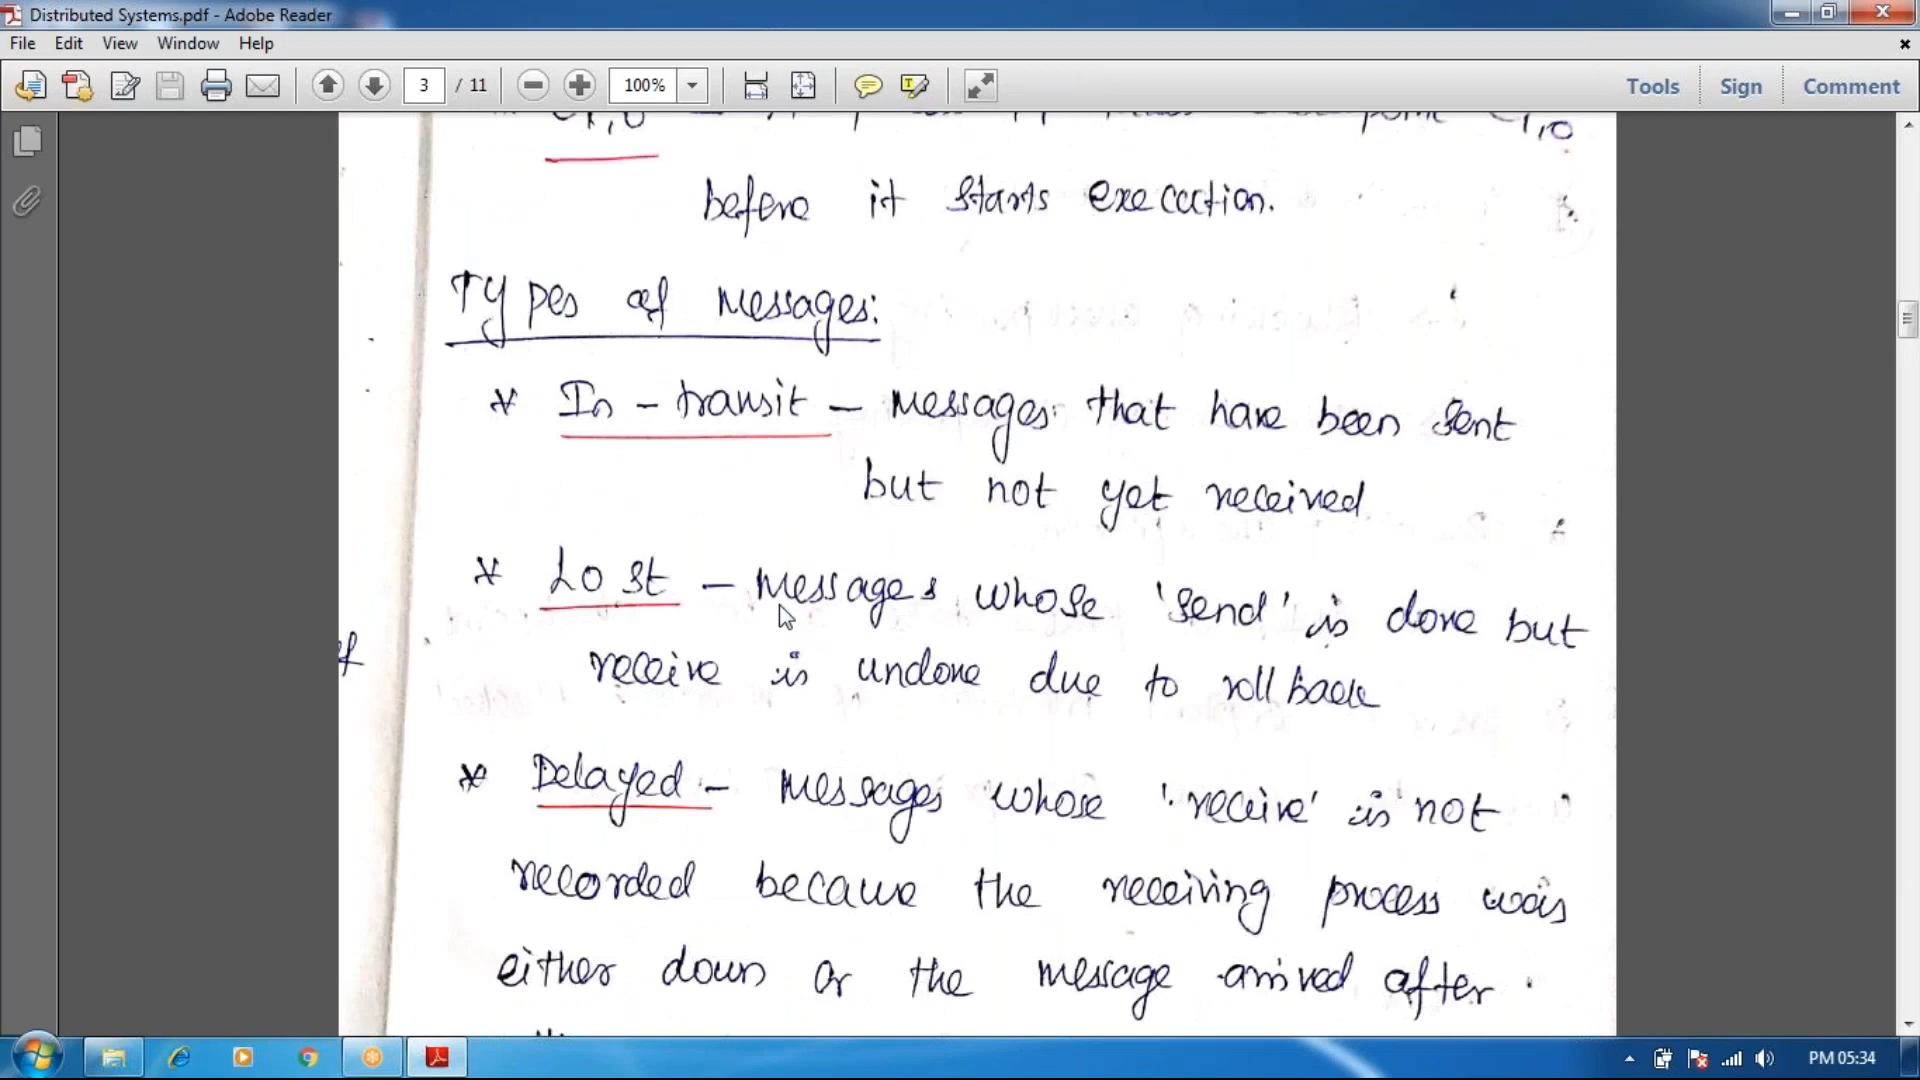 Distributed Systems.pdf - Adobe Reader
File Edit View Window Help
3 / 11 100% Tools Sign Comment
before it starts execution.
Types of Messages:
* In-transit - Messages that have been sent
but not yet received
* Lost - Messages whose 'send' is done but
receive is undone due to rollback
* Delayed - Messages whose 'receive' is not
recorded because the receiving process was
either down or the message arrived after
PM 05:34